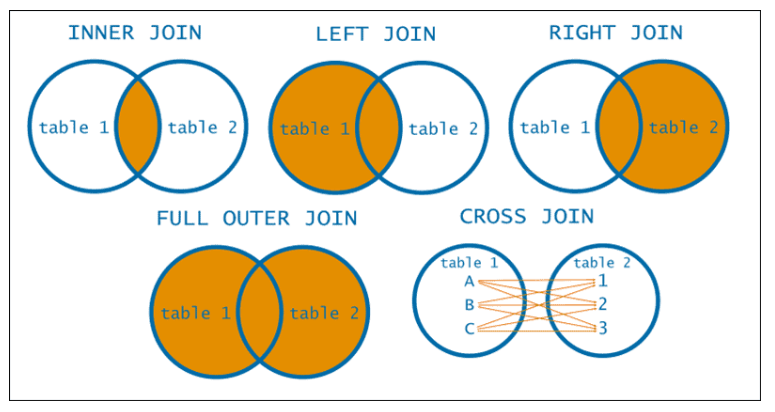 INNER JOIN
LEFT JOIN
RIGHT JOIN
table 1
table 2
table 1
table 2
table 1
table 2
FULL OUTER JOIN
CROSS JOIN
table 1
table 2
table 1
table 2
A
1
B
2
C
3